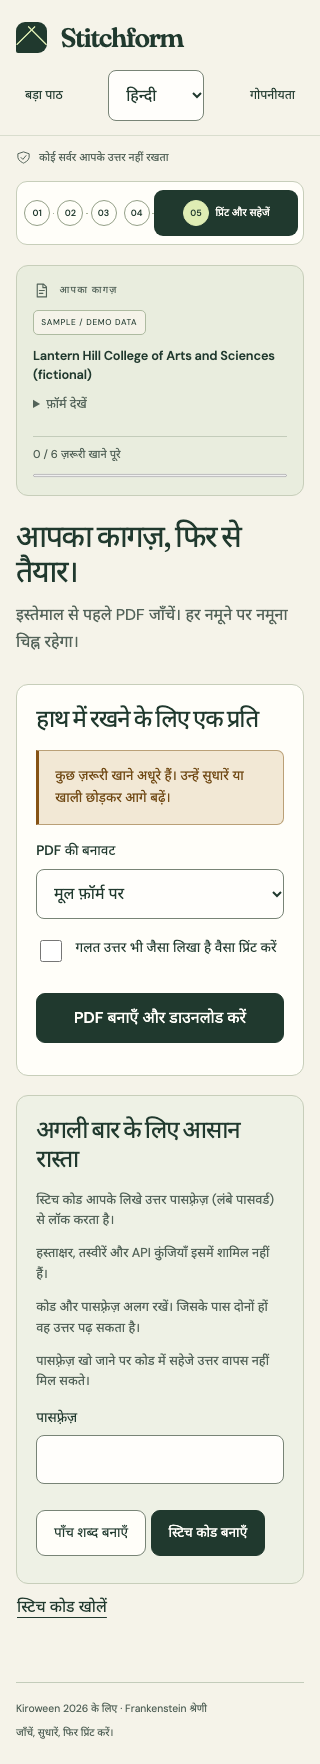 Stitchform
बड़ा पाठ
हिन्दी
गोपनीयता
कोई सर्वर आपके उत्तर नहीं रखता
01 02 03 04 05 प्रिंट और सहेजें
आपका कागज़
SAMPLE / DEMO DATA
Lantern Hill College of Arts and Sciences
(fictional)
▶ फ़ॉर्म देखें
0 / 6 ज़रूरी खाने पूरे
आपका कागज़, फिर से
तैयार।
इस्तेमाल से पहले PDF जाँचें। हर नमूने पर नमूना
चिह्न रहेगा।
हाथ में रखने के लिए एक प्रति
कुछ ज़रूरी खाने अधूरे हैं। उन्हें सुधारें या
खाली छोड़कर आगे बढ़ें।
PDF की बनावट
मूल फ़ॉर्म पर
गलत उत्तर भी जैसा लिखा है वैसा प्रिंट करें
PDF बनाएँ और डाउनलोड करें
अगली बार के लिए आसान
रास्ता
स्टिच कोड आपके लिखे उत्तर पासफ़्रेज़ (लंबे पासवर्ड)
से लॉक करता है।
हस्ताक्षर, तस्वीरें और API कुंजियाँ इसमें शामिल नहीं
हैं।
कोड और पासफ़्रेज़ अलग रखें। जिसके पास दोनों हों
वह उत्तर पढ़ सकता है।
पासफ़्रेज़ खो जाने पर कोड में सहेजे उत्तर वापस नहीं
मिल सकते।
पासफ़्रेज़
पाँच शब्द बनाएँ
स्टिच कोड बनाएँ
स्टिच कोड खोलें
Kiroween 2026 के लिए · Frankenstein श्रेणी
जाँचें, सुधारें, फिर प्रिंट करें।